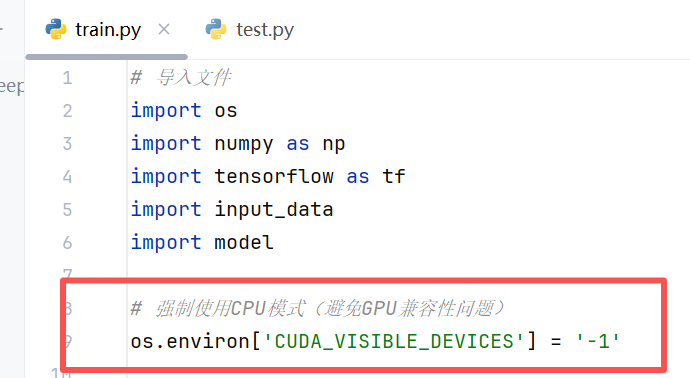 train.py
test.py
eep
1 # 导入文件
2 import os
3 import numpy as np
4 import tensorflow as tf
5 import input_data
6 import model
7
8 # 强制使用CPU模式（避免GPU兼容性问题）
9 os.environ['CUDA_VISIBLE_DEVICES'] = '-1'
10